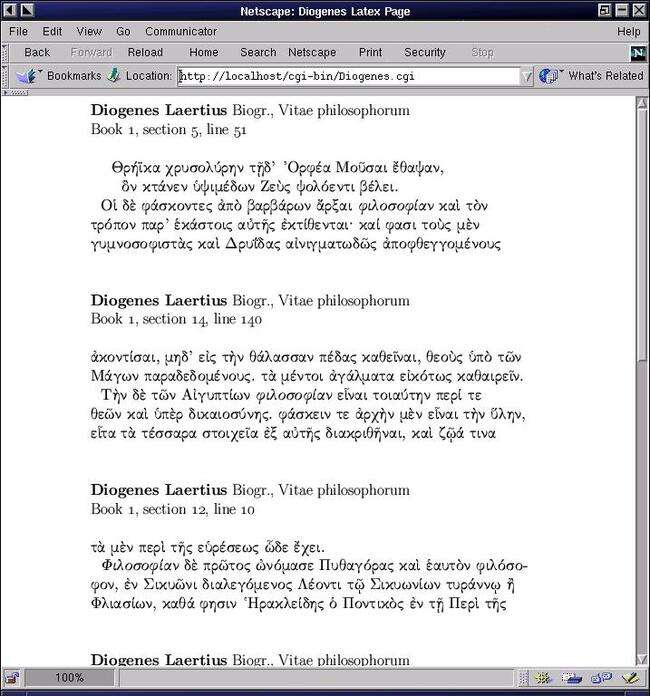 Netscape: Diogenes Latex Page
File Edit View Go Communicator Help
Back Forward Reload Home Search Netscape Print Security Stop
Bookmarks Location: http://localhost/cgi-bin/Diogenes.cgi What's Related
Diogenes Laertius Biogr., Vitae philosophorum
Book 1, section 5, line 51
Θρήϊκα χρυσολύρην τῇδ’ Ὀρφέα Μοῦσαι ἔθαψαν,
ὃν κτάνεν ὑψιμέδων Ζεὺς ψολόεντι βέλει.
Οἱ δὲ φάσκοντες ἀπὸ βαρβάρων ἄρξαι φιλοσοφίαν καὶ τὸν
τρόπον παρ’ ἑκάστοις αὐτῆς ἐκτίθενται· καί φασι τοὺς μὲν
γυμνοσοφιστὰς καὶ Δρυΐδας αἰνιγματωδῶς ἀποφθεγγομένους
Diogenes Laertius Biogr., Vitae philosophorum
Book 1, section 14, line 140
ἀκοντίσαι, μηδ’ εἰς τὴν θάλασσαν πέδας καθεῖναι, θεοὺς ὑπὸ τῶν
Μάγων παραδεδομένους. τὰ μέντοι ἀγάλματα εἰκότως καθαιρεῖν.
Τὴν δὲ τῶν Αἰγυπτίων φιλοσοφίαν εἶναι τοιαύτην περί τε
θεῶν καὶ ὑπὲρ δικαιοσύνης. φάσκειν τε ἀρχὴν μὲν εἶναι τὴν ὕλην,
εἶτα τὰ τέσσαρα στοιχεῖα ἐξ αὐτῆς διακριθῆναι, καὶ ζῷά τινα
Diogenes Laertius Biogr., Vitae philosophorum
Book 1, section 12, line 10
τὰ μὲν περὶ τῆς εὑρέσεως ὧδε ἔχει.
Φιλοσοφίαν δὲ πρῶτος ὠνόμασε Πυθαγόρας καὶ ἑαυτὸν φιλόσο-
φον, ἐν Σικυῶνι διαλεγόμενος Λέοντι τῷ Σικυωνίων τυράννῳ ἢ
Φλιασίων, καθά φησιν Ἡρακλείδης ὁ Ποντικὸς ἐν τῇ Περὶ τῆς
Diogenes Laertius Biogr., Vitae philosophorum
100%